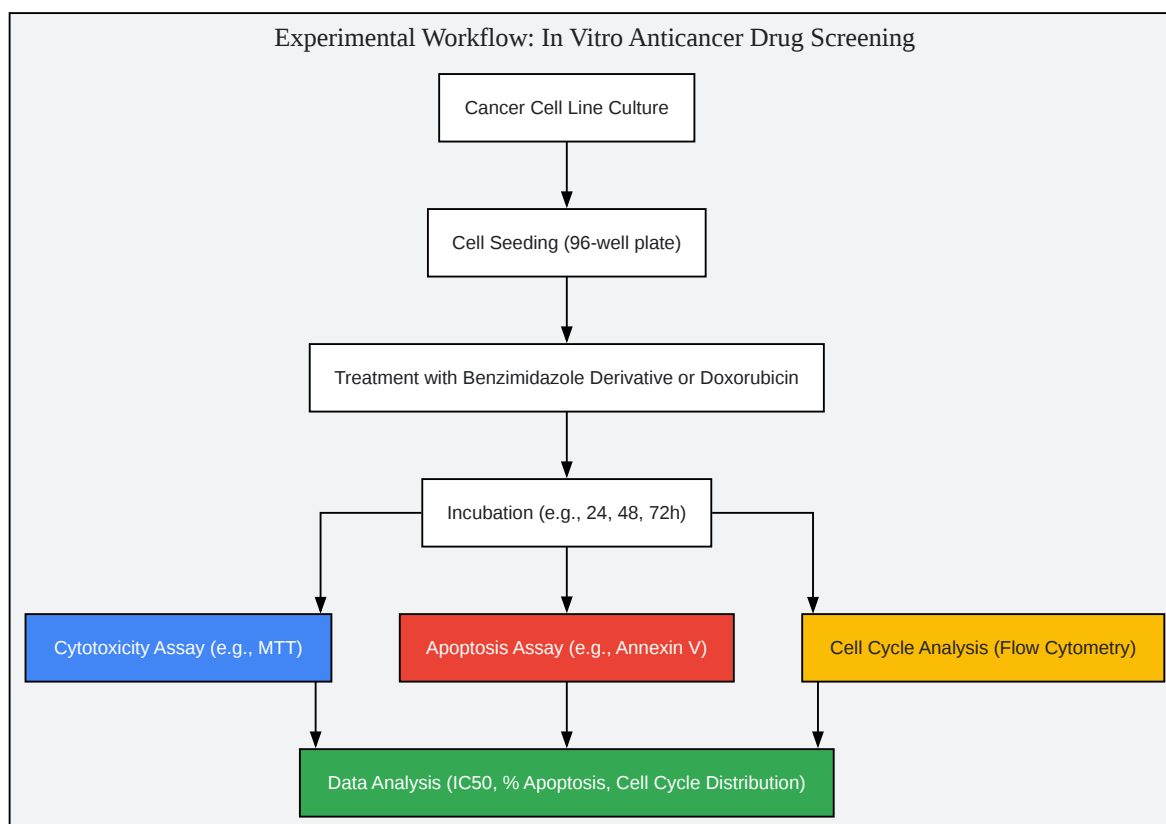 Experimental Workflow: In Vitro Anticancer Drug Screening
Cancer Cell Line Culture
Cell Seeding (96-well plate)
Treatment with Benzimidazole Derivative or Doxorubicin
Incubation (e.g., 24, 48, 72h)
Cytotoxicity Assay (e.g., MTT)
Apoptosis Assay (e.g., Annexin V)
Cell Cycle Analysis (Flow Cytometry)
Data Analysis (IC50, % Apoptosis, Cell Cycle Distribution)